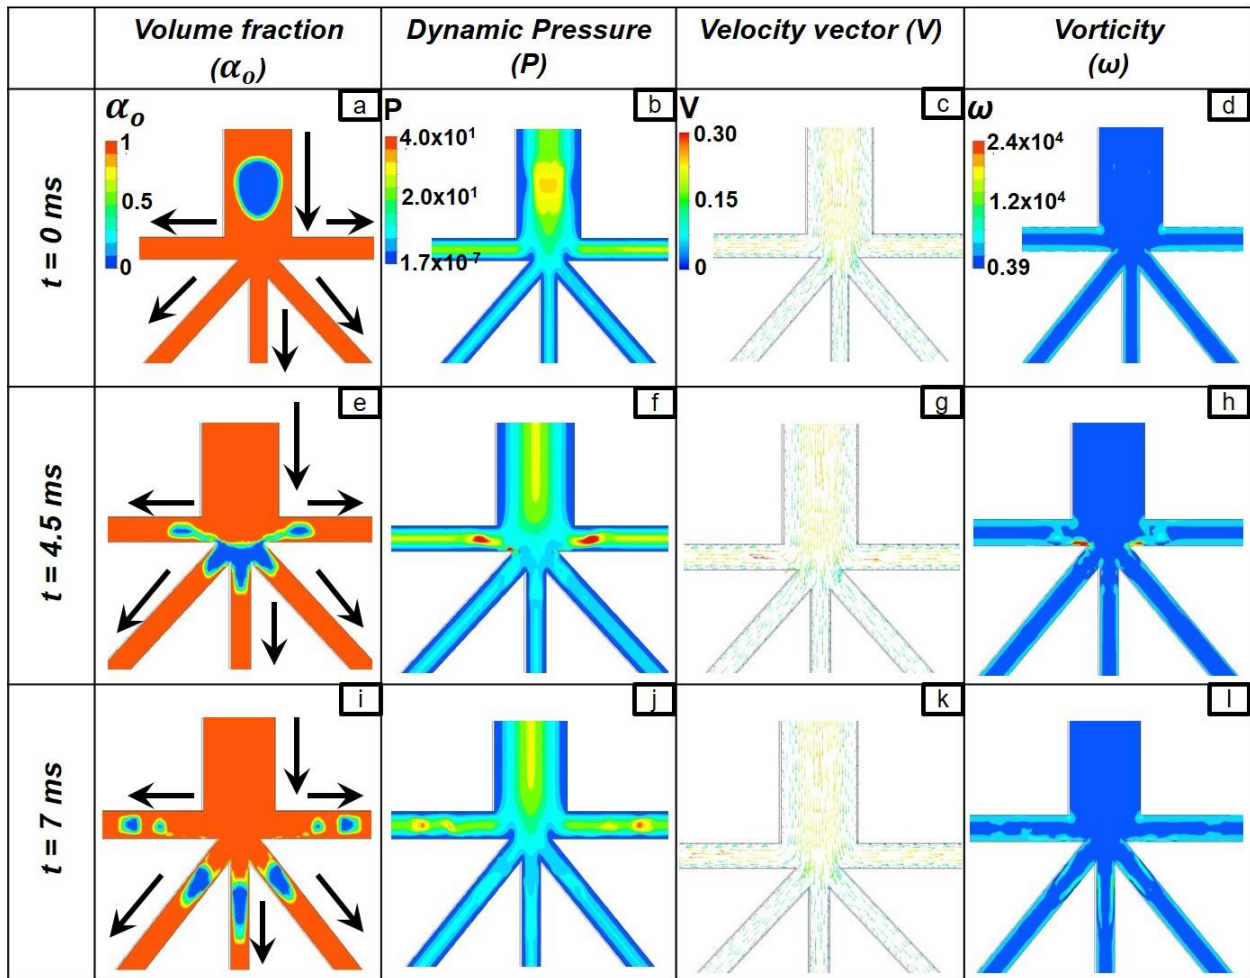 Volume fraction
(αₒ)
Dynamic Pressure
(P)
Velocity vector (V)
Vorticity
(ω)
t = 0 ms
αₒ
a
1
0.5
0
P
b
4.0x10¹
2.0x10¹
1.7x10⁻⁷
V
c
0.30
0.15
0
ω
d
2.4x10⁴
1.2x10⁴
0.39
t = 4.5 ms
e
f
g
h
t = 7 ms
i
j
k
l